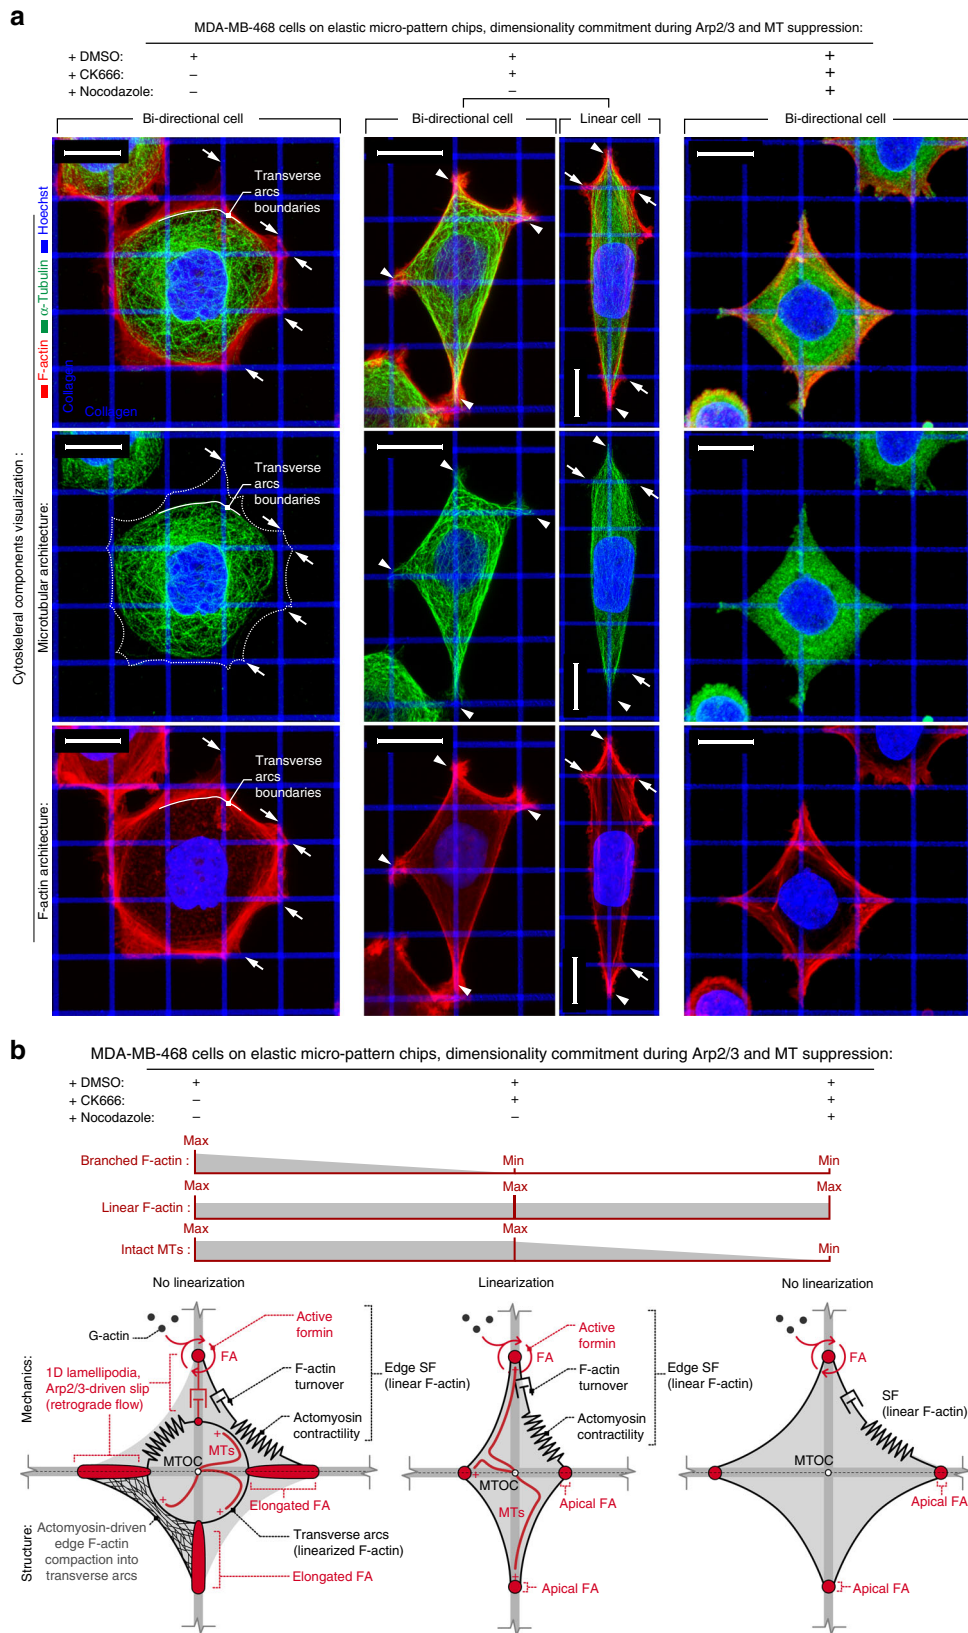 a
MDA-MB-468 cells on elastic micro-pattern chips, dimensionality commitment during Arp2/3 and MT suppression:
+ DMSO: + + +
+ CK666: – + +
+ Nocodazole: – – +
Bi-directional cell Bi-directional cell Linear cell Bi-directional cell
Cytoskeletal components visualization :
F-actin α-Tubulin Hoechst
Transverse
arcs
boundaries
Collagen
Collagen
Microtubular architecture:
Transverse
arcs
boundaries
F-actin architecture:
Transverse
arcs
boundaries
b
MDA-MB-468 cells on elastic micro-pattern chips, dimensionality commitment during Arp2/3 and MT suppression:
+ DMSO: + + +
+ CK666: – + +
+ Nocodazole: – – +
Max
Branched F-actin : Min Min
Max Max Max
Linear F-actin :
Max Max
Intact MTs : Min
No linearization Linearization No linearization
Mechanics:
Structure:
G-actin
Active
formin
FA
1D lamellipodia,
Arp2/3-driven slip
(retrograde flow)
F-actin
turnover
Edge SF
(linear F-actin)
Actomyosin
contractility
+
MTs
MTOC
+
+
Elongated FA
Actomyosin-driven
edge F-actin
compaction into
transverse arcs
Transverse arcs
(linearized F-actin)
Elongated FA
Active
formin
FA
F-actin
turnover
Edge SF
(linear F-actin)
Actomyosin
contractility
+
+
MTOC
MTs
Apical FA
+
Apical FA
FA
SF
(linear F-actin)
MTOC
Apical FA
Apical FA